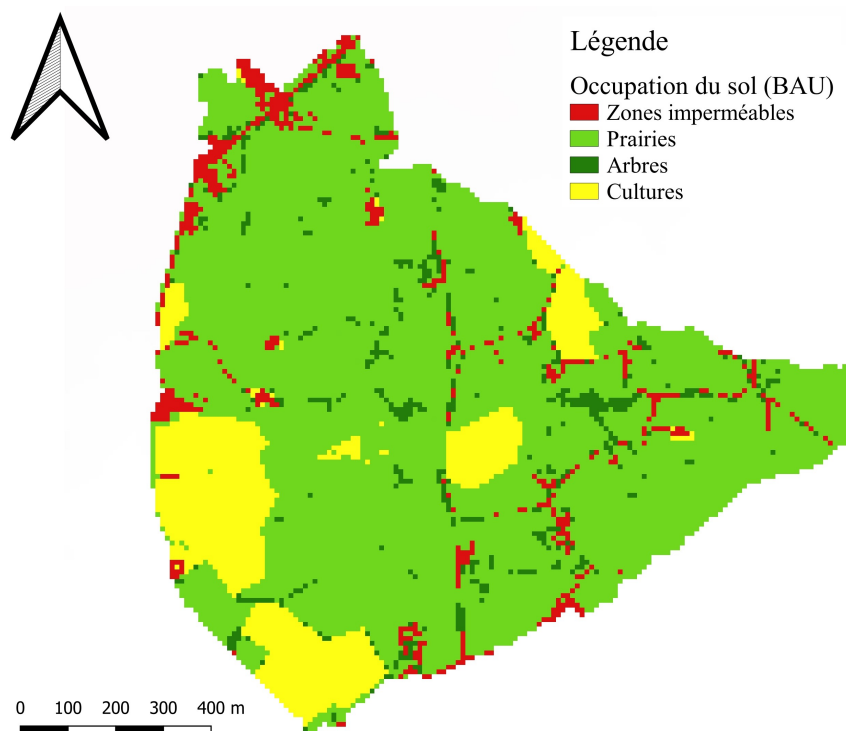 Légende
Occupation du sol (BAU)
Zones imperméables
Prairies
Arbres
Cultures
0 100 200 300 400 m